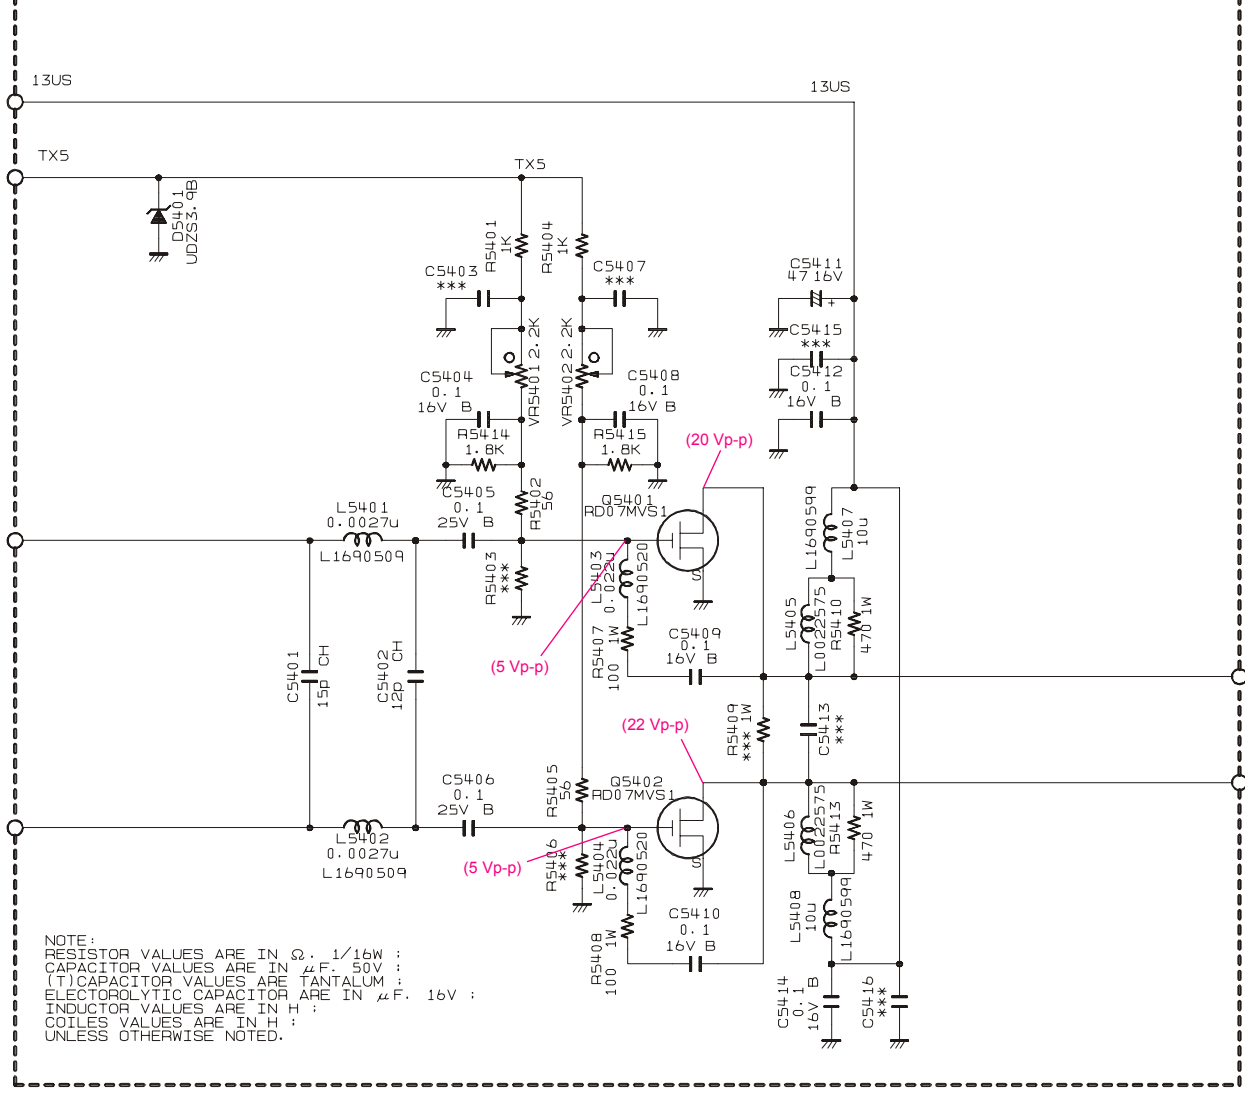 13US
13US
TX5
TX5
D5401
UDZS3.9B
R5401
1K
R5404
1K
C5403
***
C5407
***
C5411
47 16V
+
C5415
***
C5412
0.1
16V B
VR5401 2.2K
VR5402 2.2K
C5404
0.1
16V B
C5408
0.1
16V B
R5414
1.8K
R5415
1.8K
(20 Vp-p)
C5405
0.1
25V B
R5402
56
Q5401
RD07MVS1
L5401
0.0027u
L1690509
L1690599
L5407
10u
R5403
***
L5403
0.022u
L1690520
S
R5407
100 1W
C5409
0.1
16V B
(5 Vp-p)
L5405
L0022575
R5410
470 1W
C5401
15p CH
C5402
12p CH
(22 Vp-p)
R5409
*** 1W
C5413
***
C5406
0.1
25V B
R5405
56
Q5402
RD07MVS1
L5406
L0022575
R5413
470 1W
L5402
0.0027u
L1690509
(5 Vp-p)
R5406
***
L5404
0.022u
L1690520
S
R5408
100 1W
C5410
0.1
16V B
L5408
10u
L1690599
C5414
0.1
16V B
C5416
***
NOTE:
RESISTOR VALUES ARE IN Ω. 1/16W :
CAPACITOR VALUES ARE IN μF. 50V :
(T)CAPACITOR VALUES ARE TANTALUM :
ELECTOROLYTIC CAPACITOR ARE IN μF. 16V :
INDUCTOR VALUES ARE IN H :
COILES VALUES ARE IN H :
UNLESS OTHERWISE NOTED.